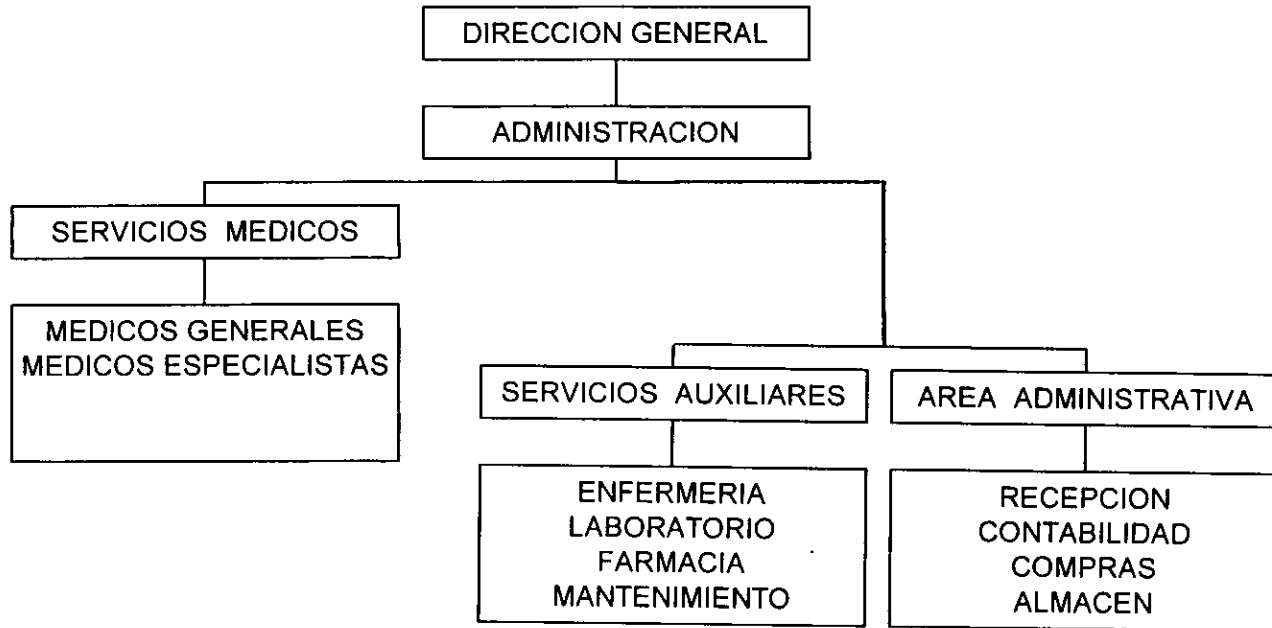 DIRECCION GENERAL
ADMINISTRACION
SERVICIOS MEDICOS
MEDICOS GENERALES
MEDICOS ESPECIALISTAS
SERVICIOS AUXILIARES
AREA ADMINISTRATIVA
ENFERMERIA
LABORATORIO
FARMACIA
MANTENIMIENTO
RECEPCION
CONTABILIDAD
COMPRAS
ALMACEN